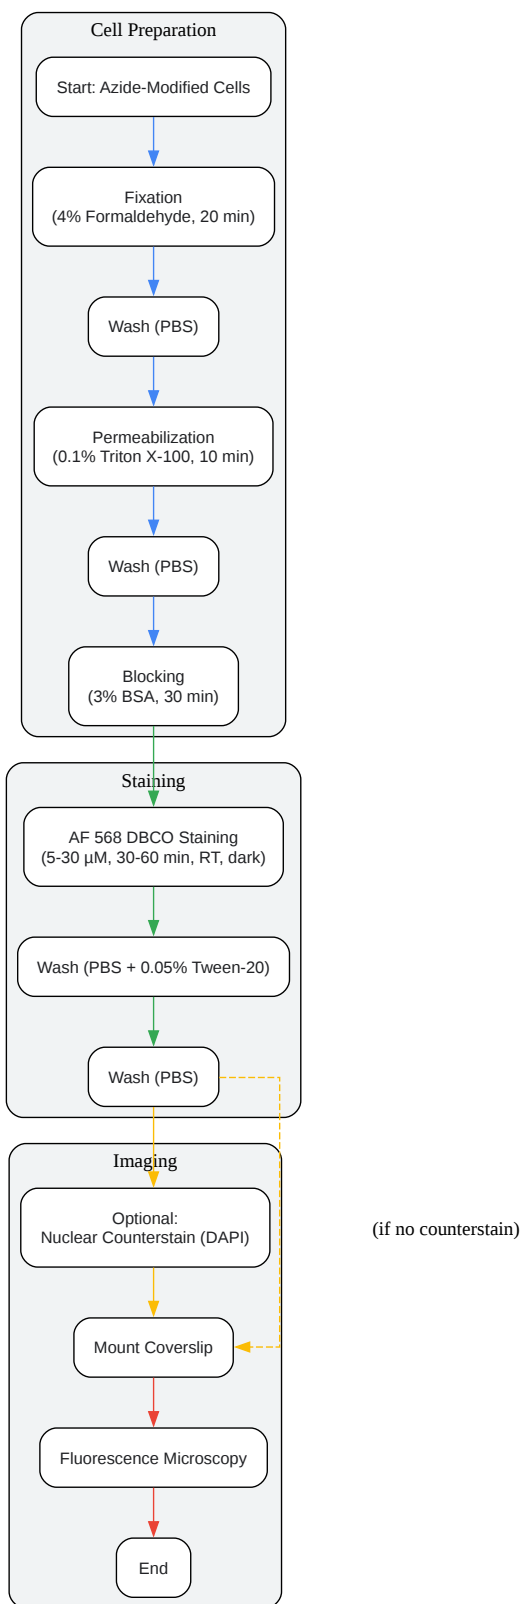 Cell Preparation
Start: Azide-Modified Cells
Fixation
(4% Formaldehyde, 20 min)
Wash (PBS)
Permeabilization
(0.1% Triton X-100, 10 min)
Wash (PBS)
Blocking
(3% BSA, 30 min)
Staining
AF 568 DBCO Staining
(5-30 µM, 30-60 min, RT, dark)
Wash (PBS + 0.05% Tween-20)
Wash (PBS)
Imaging
Optional:
Nuclear Counterstain (DAPI)
(if no counterstain)
Mount Coverslip
Fluorescence Microscopy
End